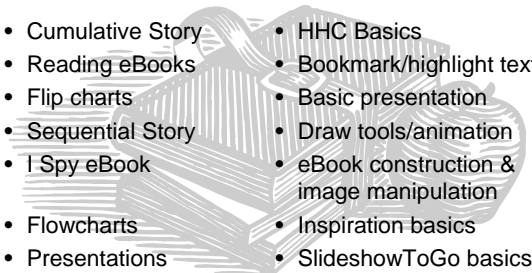 • Cumulative Story
• Reading eBooks
• Flip charts
• Sequential Story
• I Spy eBook
• Flowcharts
• Presentations
• HHC Basics
• Bookmark/highlight text
• Basic presentation
• Draw tools/animation
• eBook construction &
image manipulation
• Inspiration basics
• SlideshowToGo basics